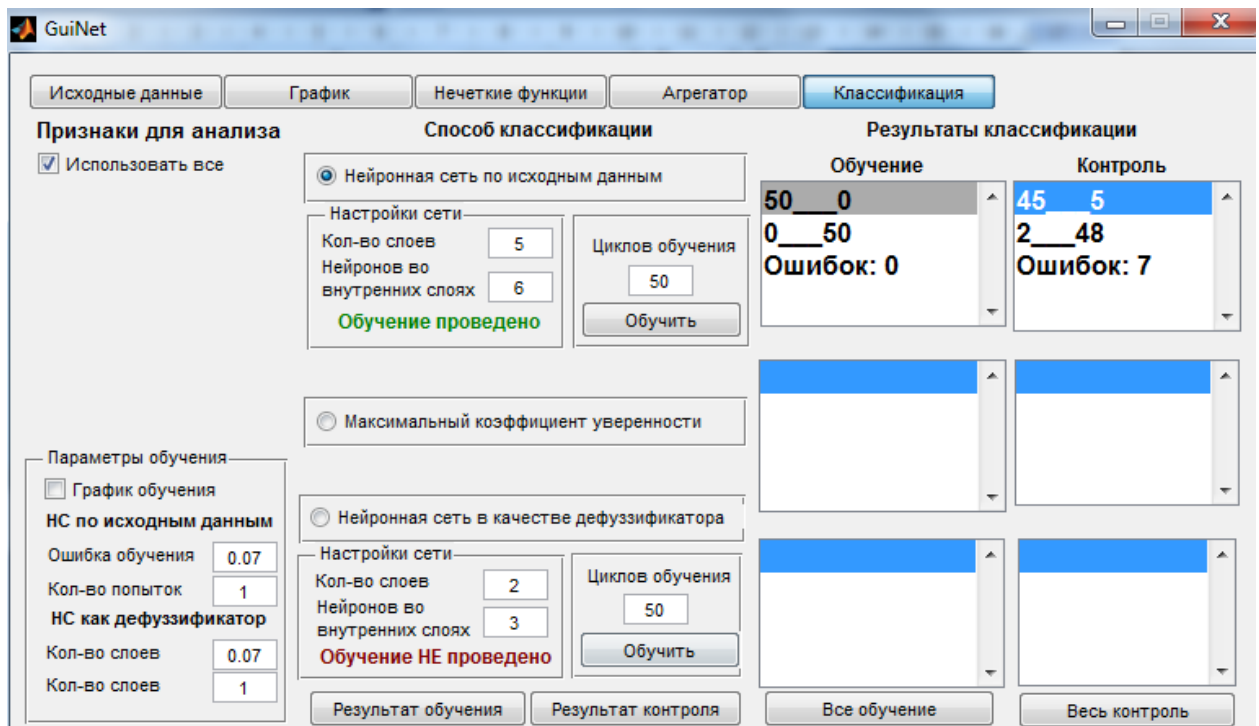 GuiNet
Исходные данные
График
Нечеткие функции
Агрегатор
Классификация
Признаки для анализа
Использовать все
Параметры обучения
График обучения
НС по исходным данным
Ошибка обучения 0.07
Кол-во попыток 1
НС как дефуззификатор
Кол-во слоев 0.07
Кол-во слоев 1
Способ классификации
Нейронная сеть по исходным данным
Настройки сети
Кол-во слоев 5
Нейронов во
внутренних слоях 6
Обучение проведено
Циклов обучения
50
Обучить
Максимальный коэффициент уверенности
Нейронная сеть в качестве дефуззификатора
Настройки сети
Кол-во слоев 2
Нейронов во
внутренних слоях 3
Обучение НЕ проведено
Циклов обучения
50
Обучить
Результат обучения
Результат контроля
Результаты классификации
Обучение
50___0
0___50
Ошибок: 0
Контроль
45___5
2___48
Ошибок: 7
Все обучение
Весь контроль